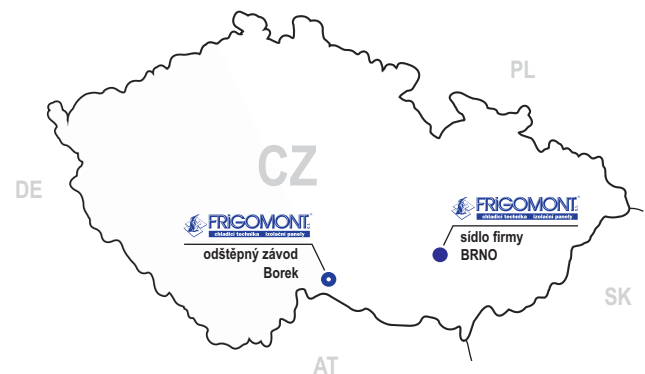 PL
CZ
DE
FRIGOMONT
chladicí technika izolační panely
odštěpný závod
Borek
FRIGOMONT
chladicí technika izolační panely
sídlo firmy
BRNO
SK
AT